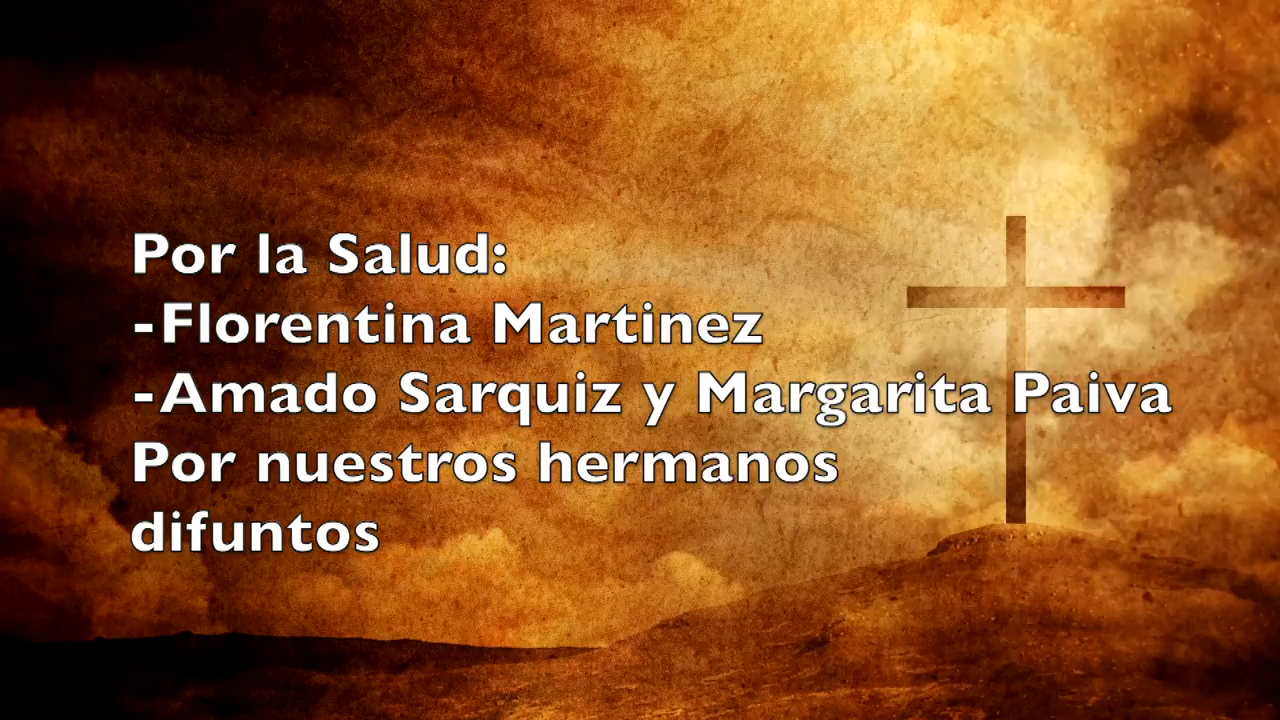 Por la Salud:
-Florentina Martinez
-Amado Sarquiz y Margarita Paiva
Por nuestros hermanos
difuntos